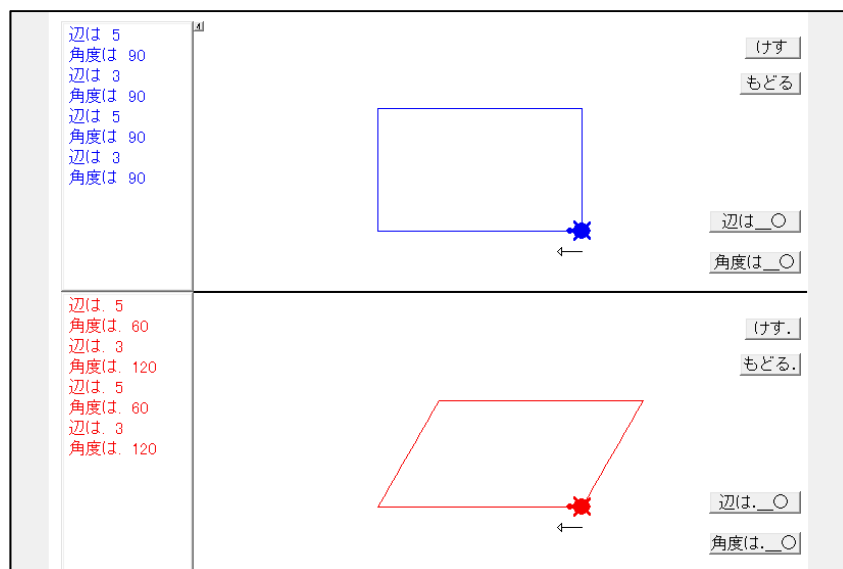 辺は 5
角度は 90
辺は 3
角度は 90
辺は 5
角度は 90
辺は 3
角度は 90
けす
もどる
辺は__○
角度は__○
辺は. 5
角度は. 60
辺は. 3
角度は. 120
辺は. 5
角度は. 60
辺は. 3
角度は. 120
けす.
もどる.
辺は.__○
角度は.__○